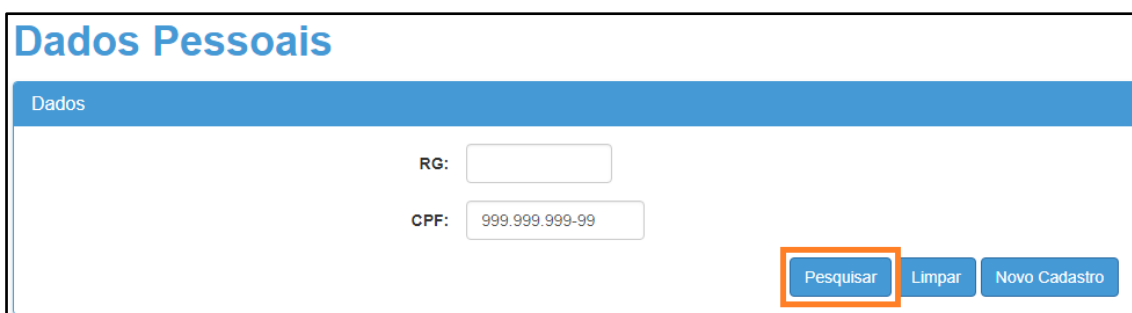 Dados Pessoais
Dados
RG:
CPF: 999.999.999-99
Pesquisar Limpar Novo Cadastro